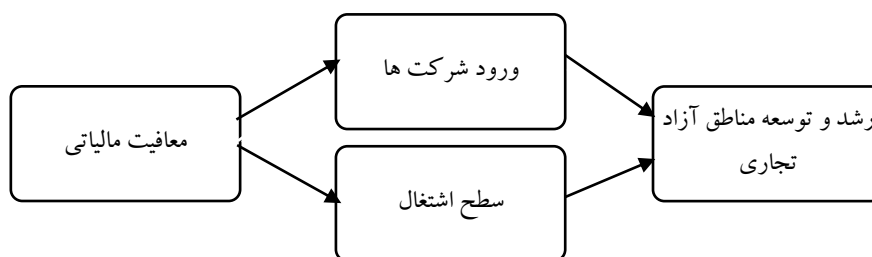 ورود شرکت ها
معافیت مالیاتی
رشد و توسعه مناطق آزاد
تجاری
سطح اشتغال